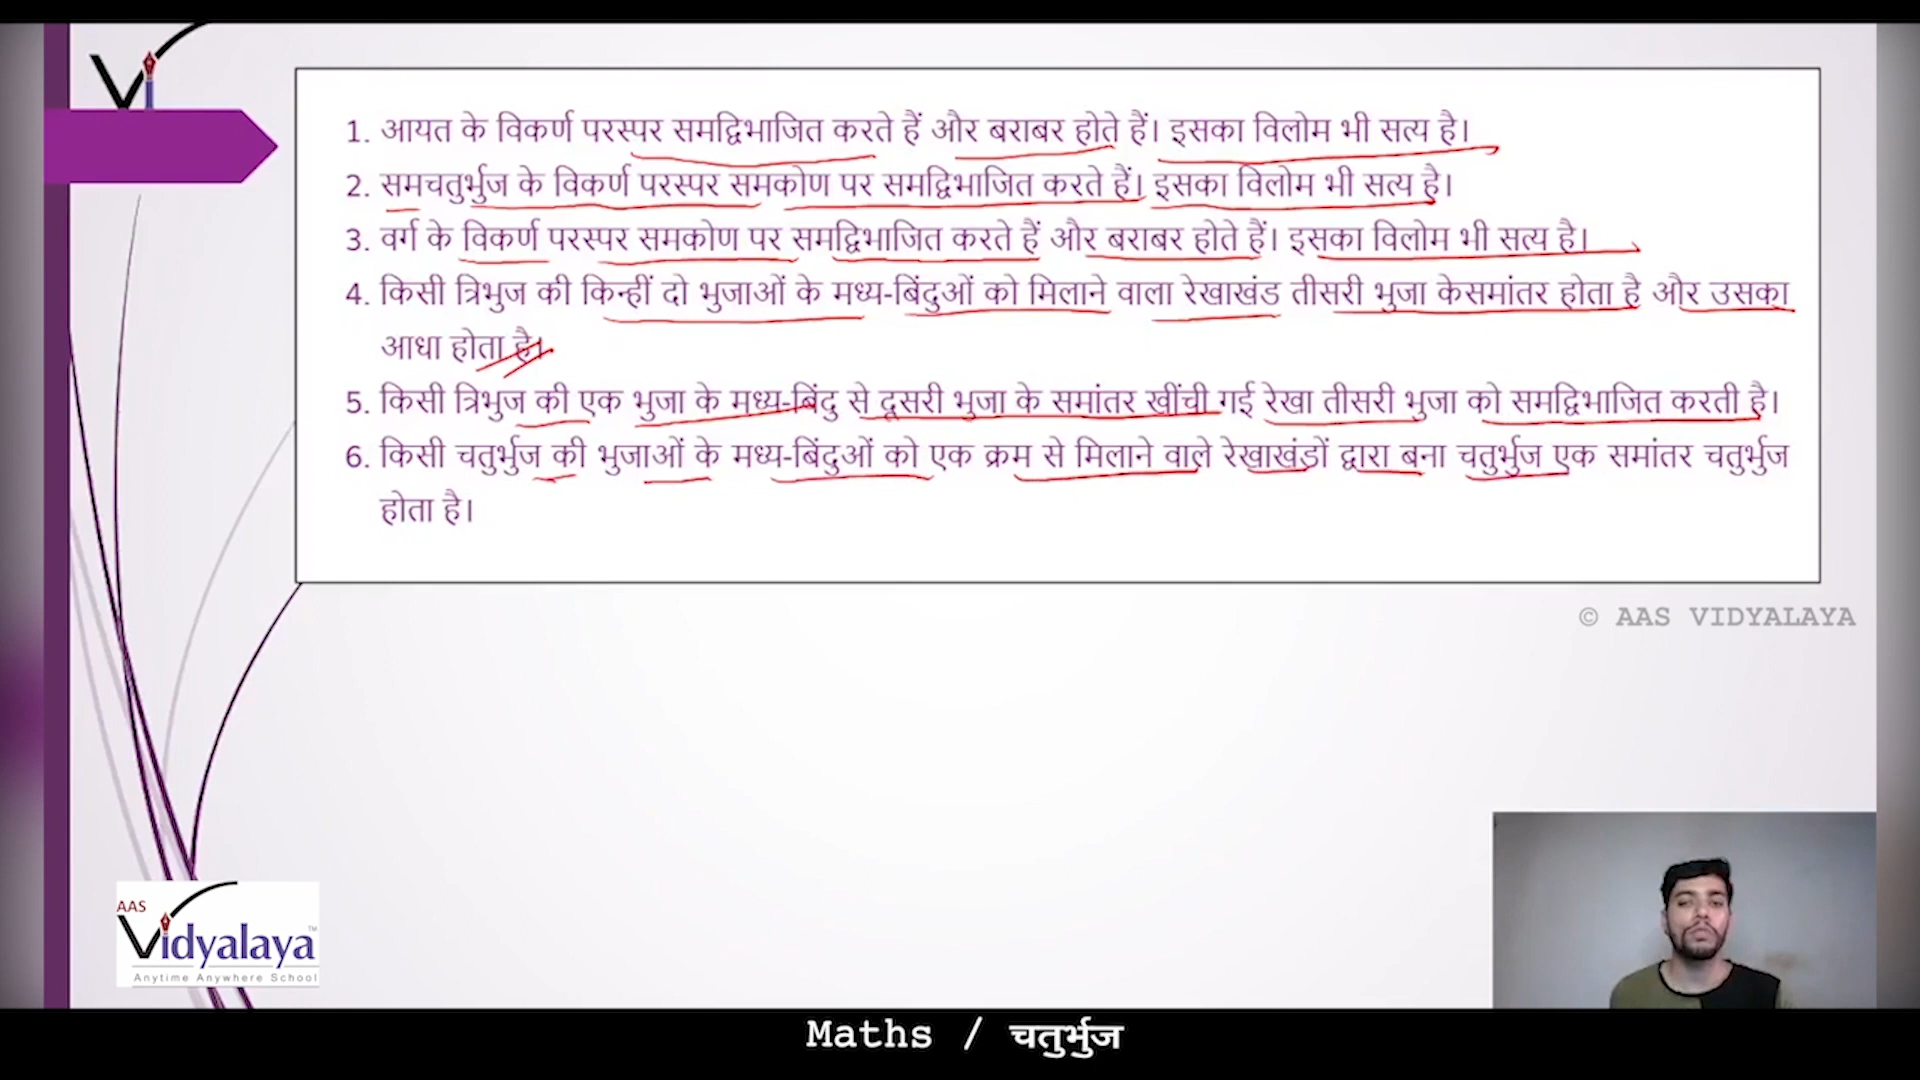 1. आयत के विकर्ण परस्पर समद्विभाजित करते हैं और बराबर होते हैं। इसका विलोम भी सत्य है।
2. समचतुर्भुज के विकर्ण परस्पर समकोण पर समद्विभाजित करते हैं। इसका विलोम भी सत्य है।
3. वर्ग के विकर्ण परस्पर समकोण पर समद्विभाजित करते हैं और बराबर होते हैं। इसका विलोम भी सत्य है।
4. किसी त्रिभुज की किन्हीं दो भुजाओं के मध्य-बिंदुओं को मिलाने वाला रेखाखंड तीसरी भुजा केसमांतर होता है और उसका
आधा होता है।
5. किसी त्रिभुज की एक भुजा के मध्य-बिंदु से दूसरी भुजा के समांतर खींची गई रेखा तीसरी भुजा को समद्विभाजित करती है।
6. किसी चतुर्भुज की भुजाओं के मध्य-बिंदुओं को एक क्रम से मिलाने वाले रेखाखंडों द्वारा बना चतुर्भुज एक समांतर चतुर्भुज
होता है।
© AAS VIDYALAYA
AAS
Vidyalaya
TM
Anytime Anywhere School
Maths / चतुर्भुज